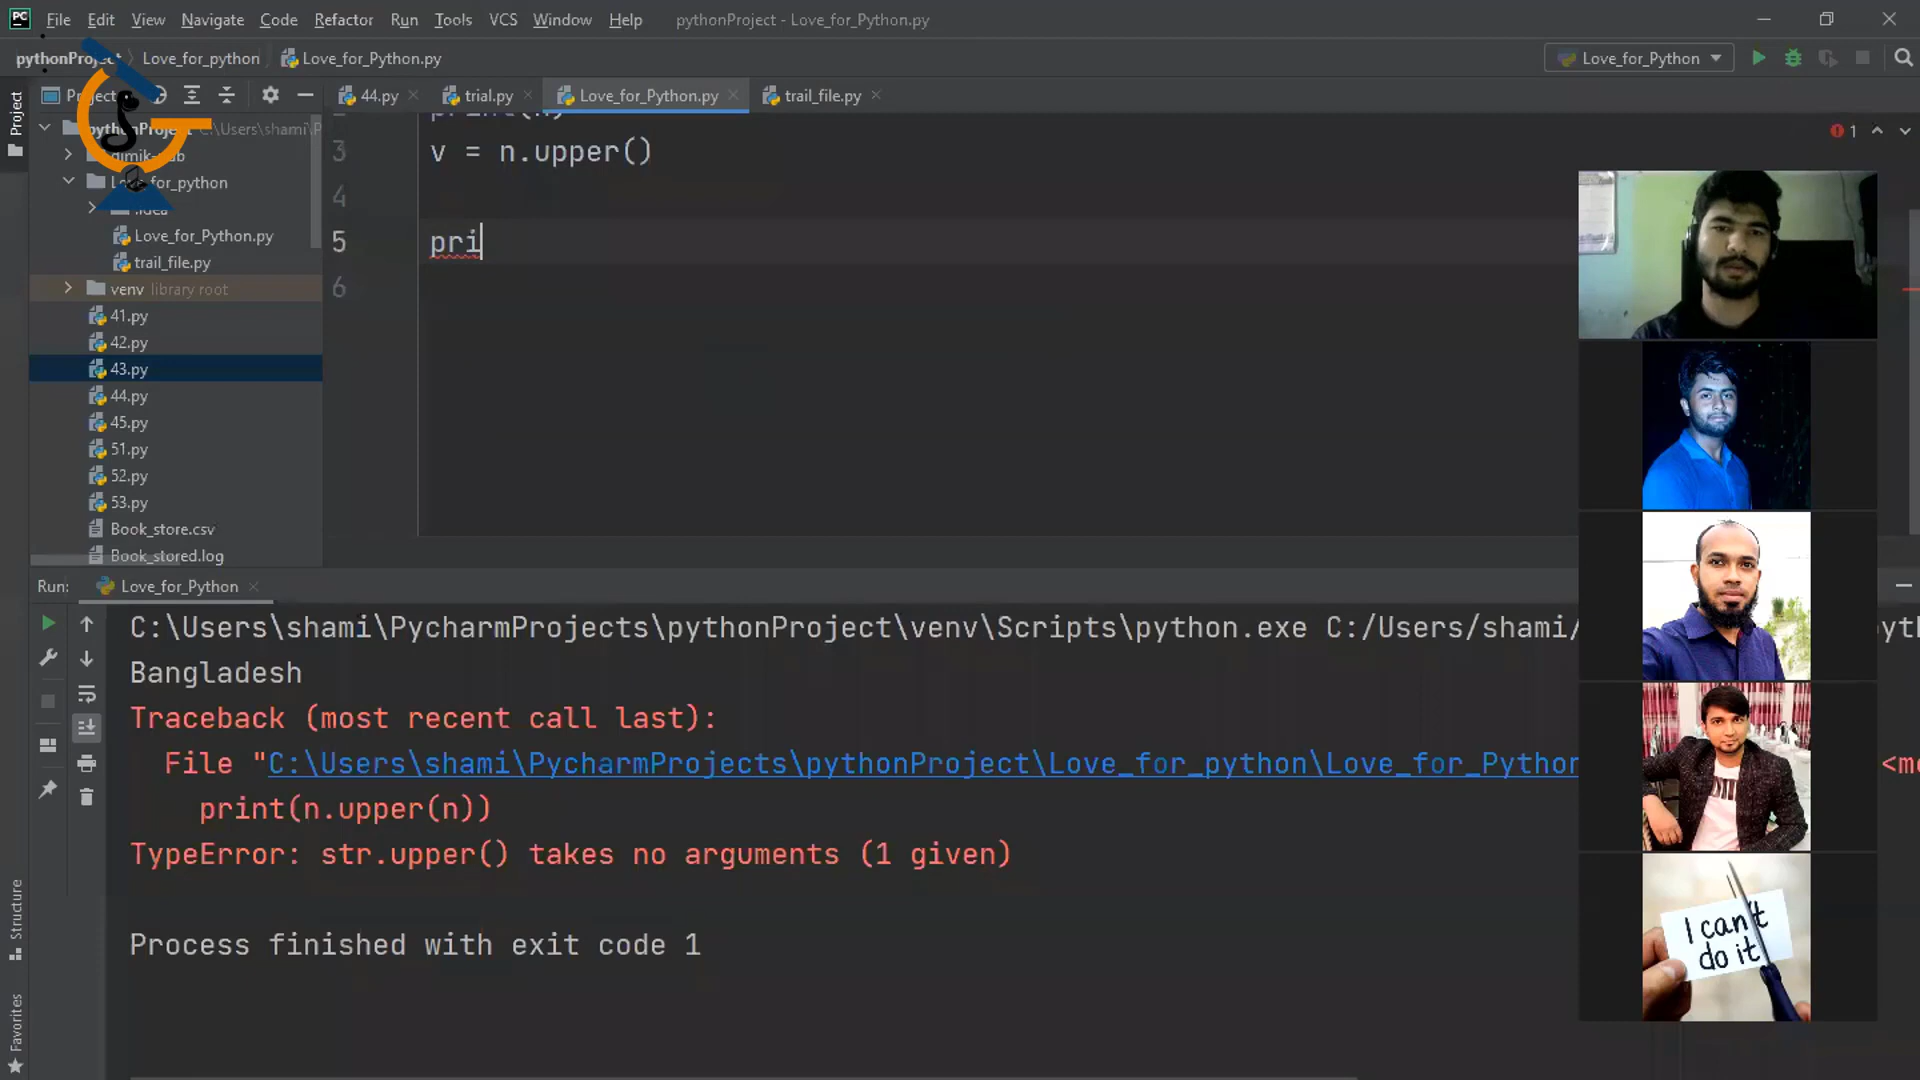 PC File Edit View Navigate Code Refactor Run Tools VCS Window Help pythonProject - Love_for_Python.py
pythonProject Love_for_python Love_for_Python.py Love_for_Python
Project 44.py trial.py Love_for_Python.py trail_file.py
Project
pythonProject C:\Users\shami\P
print(n)
1
Love_for_python
.idea
Love_for_Python.py
trail_file.py
venv library root
41.py
42.py
43.py
44.py
45.py
51.py
52.py
53.py
Book_store.csv
Book_stored.log
3 v = n.upper()
4
5 pri
6
Run: Love_for_Python
C:\Users\shami\PycharmProjects\pythonProject\venv\Scripts\python.exe C:/Users/shami/
Bangladesh
Traceback (most recent call last):
File "C:\Users\shami\PycharmProjects\pythonProject\Love_for_python\Love_for_Python
print(n.upper(n))
TypeError: str.upper() takes no arguments (1 given)
Process finished with exit code 1
Structure
Favorites
I can't
do it